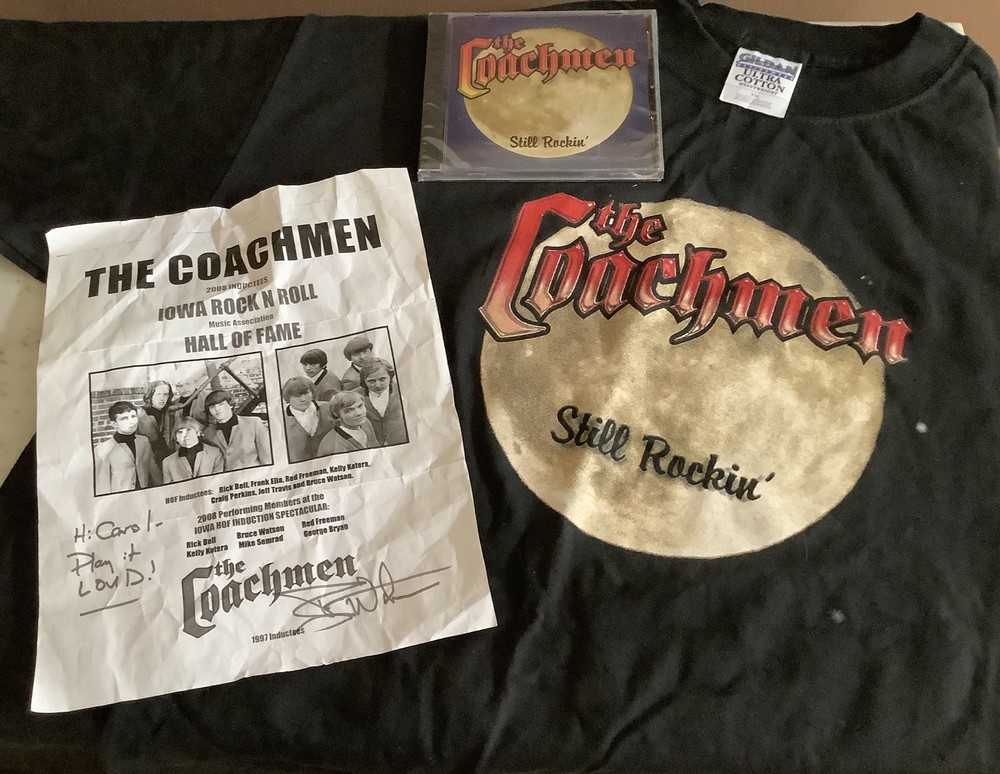 the
Coachmen
Still Rockin'
GILDAN
ULTRA
COTTON
the
Coachmen
Still Rockin'
THE COACHMEN
2008 INDUCTEES
IOWA ROCK N ROLL
Music Association
HALL OF FAME
HOF Inductees: Rick Bell, Frank Elia, Red Freeman, Kelly Kotera,
Craig Perkins, Jeff Travis and Bruce Watson.
2008 Performing Members at the
IOWA HOF INDUCTION SPECTACULAR:
Rick Bell Bruce Watson Red Freeman
Kelly Kotera Mike Semrad George Bryan
Hi Carol-
Play it
LOUD!
the
Coachmen
1997 Inductees